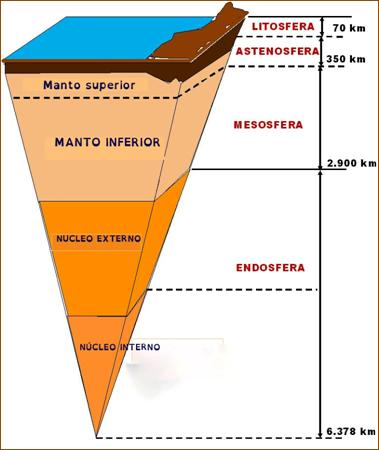 LITOSFERA
70 km
ASTENOSFERA
350 km
Manto superior
MANTO INFERIOR
MESOSFERA
2.900 km
NUCLEO EXTERNO
ENDOSFERA
NÚCLEO INTERNO
6.378 km